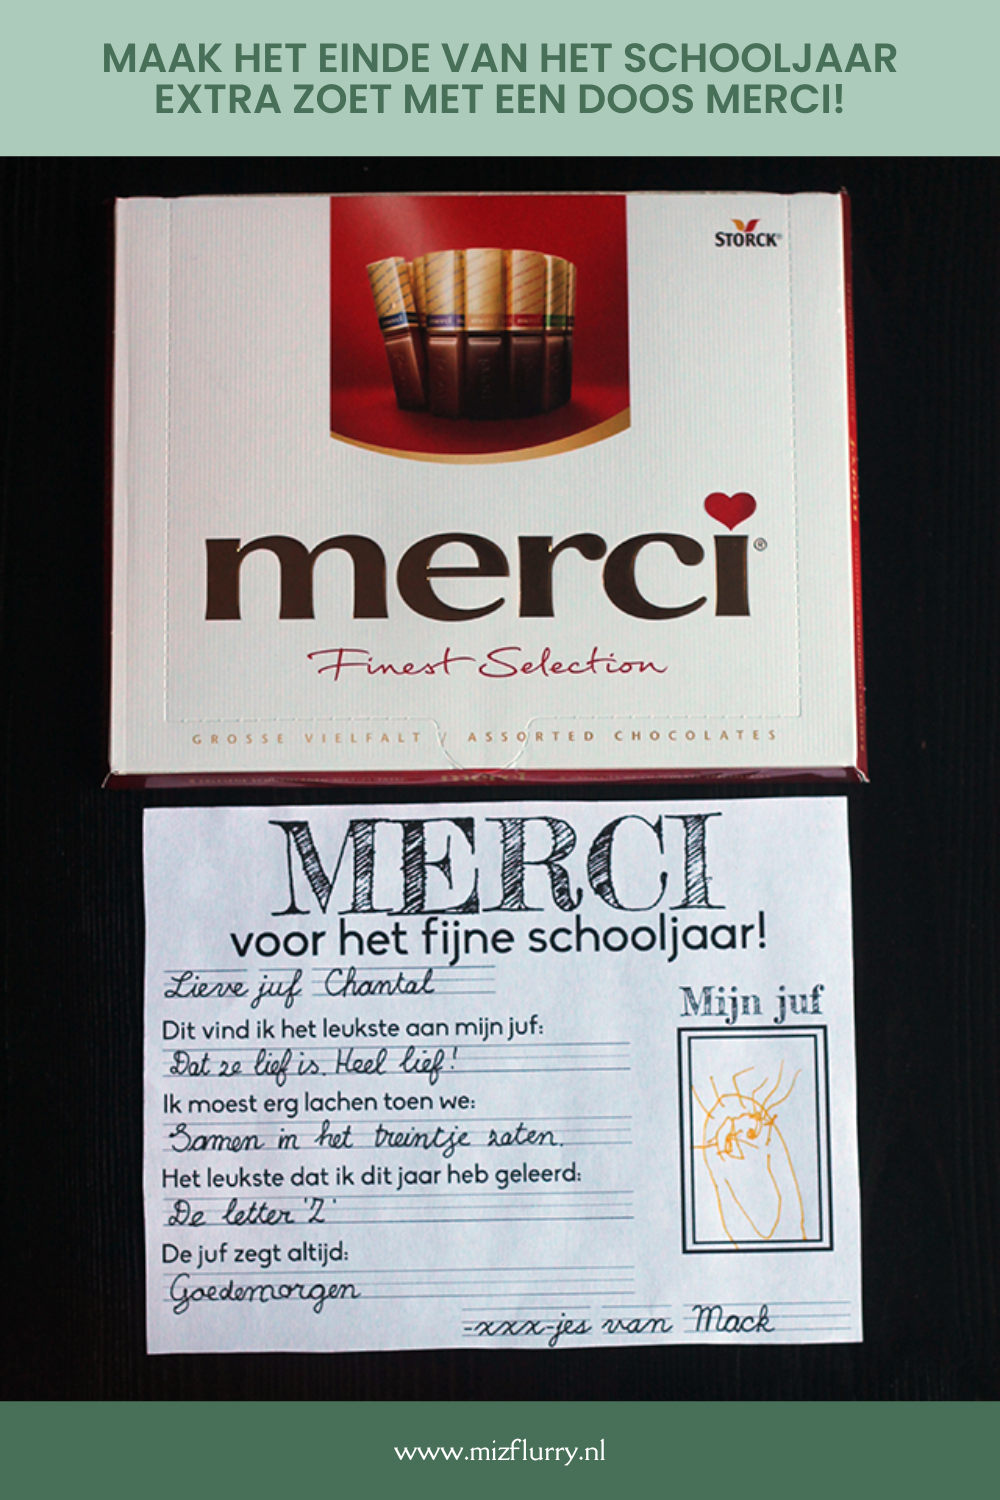 MAAK HET EINDE VAN HET SCHOOLJAAR
EXTRA ZOET MET EEN DOOS MERCI!
STORCK®
merci®
Finest Selection
GROSSE VIELFALT / ASSORTED CHOCOLATES
merci
MERCI
voor het fijne schooljaar!
Lieve juf Chantal
Mijn juf
Dit vind ik het leukste aan mijn juf:
Dat ze lief is. Heel lief!
Ik moest erg lachen toen we:
Samen in het treintje zaten.
Het leukste dat ik dit jaar heb geleerd:
De letter 'Z'
De juf zegt altijd:
Goedemorgen
-xxx-jes van Mack
www.mizflurry.nl